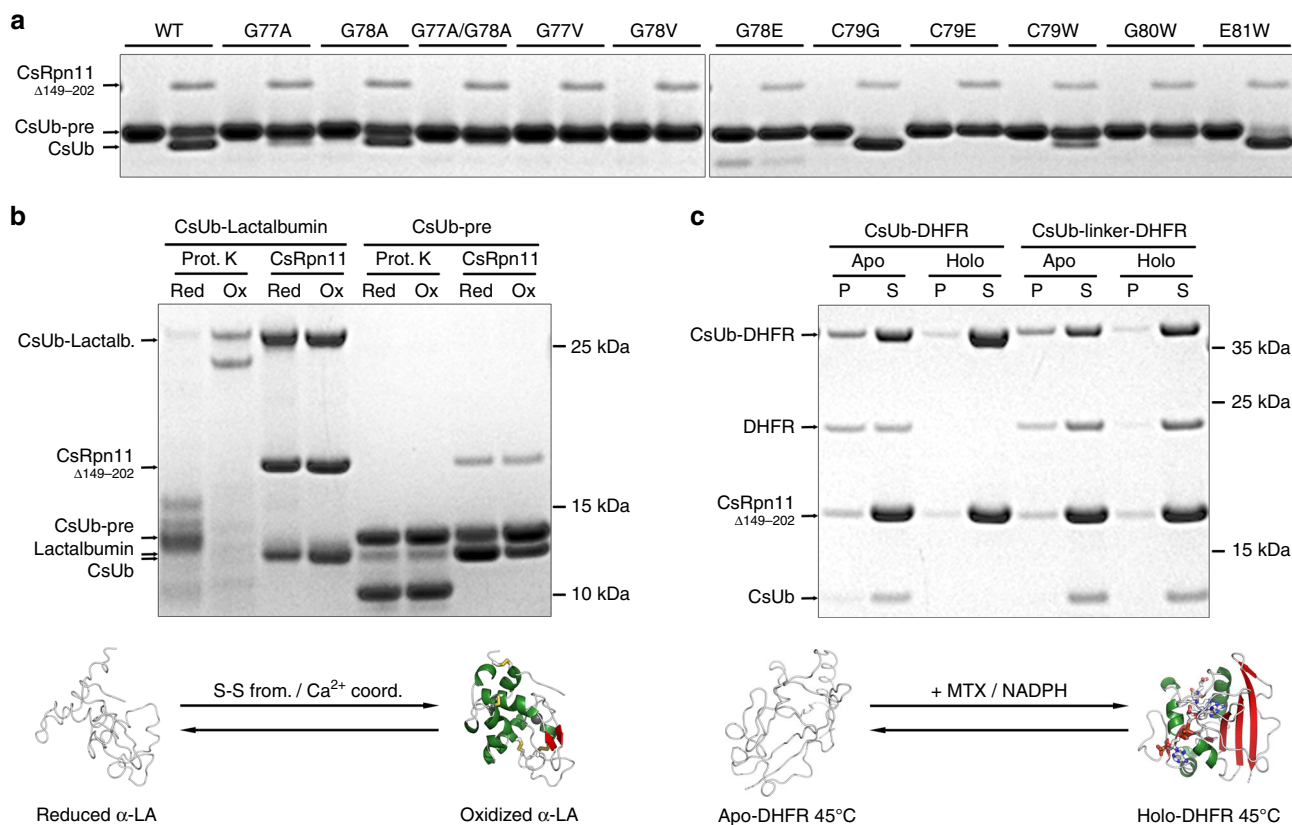 a
WT G77A G78A G77A/G78A G77V G78V G78E C79G C79E C79W G80W E81W
CsRpn11
Δ149–202
CsUb-pre
CsUb
b
CsUb-Lactalbumin CsUb-pre
Prot. K CsRpn11 Prot. K CsRpn11
Red Ox Red Ox Red Ox Red Ox
CsUb-Lactalb.
25 kDa
CsRpn11
Δ149–202
15 kDa
CsUb-pre
Lactalbumin
CsUb
10 kDa
S-S from. / Ca²⁺ coord.
Reduced α-LA
Oxidized α-LA
c
CsUb-DHFR CsUb-linker-DHFR
Apo Holo Apo Holo
P S P S P S P S
CsUb-DHFR
35 kDa
25 kDa
DHFR
CsRpn11
Δ149–202
15 kDa
CsUb
+ MTX / NADPH
Apo-DHFR 45°C
Holo-DHFR 45°C